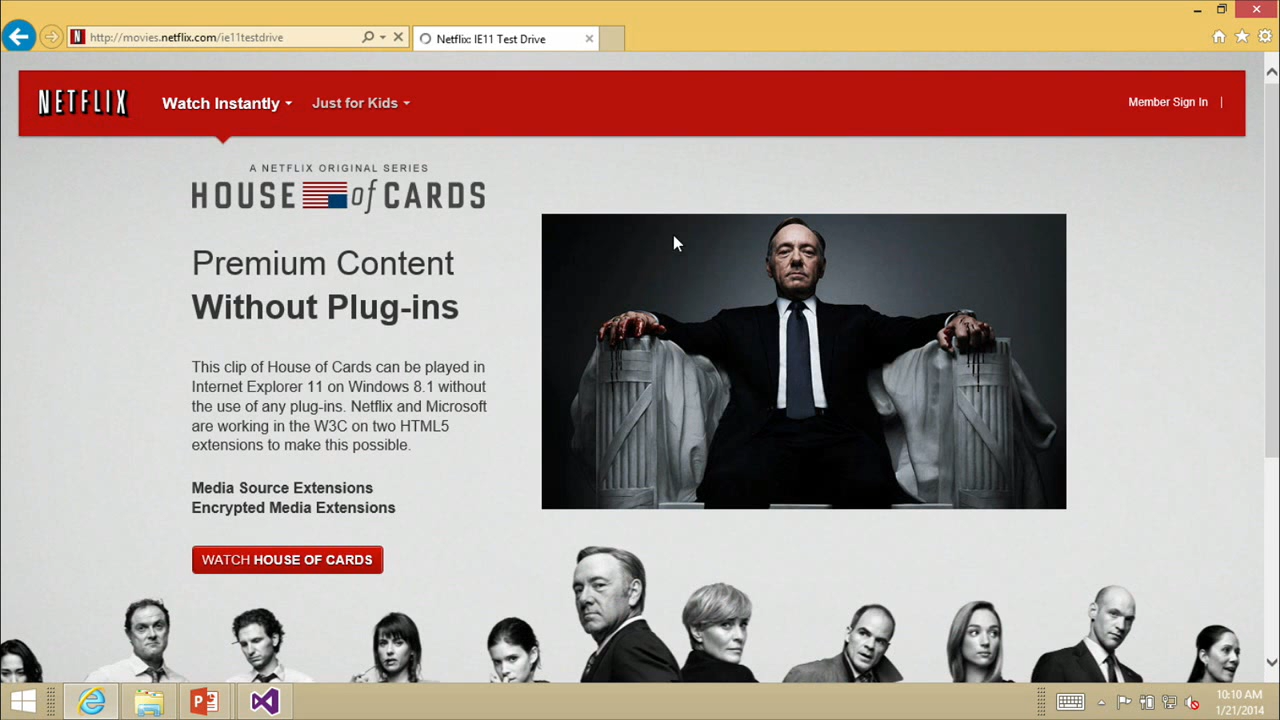 http://movies.netflix.com/ie11testdrive
Netflix: IE11 Test Drive
NETFLIX
Watch Instantly
Just for Kids
Member Sign In |
A NETFLIX ORIGINAL SERIES
HOUSE of CARDS
Premium Content
Without Plug-ins
This clip of House of Cards can be played in
Internet Explorer 11 on Windows 8.1 without
the use of any plug-ins. Netflix and Microsoft
are working in the W3C on two HTML5
extensions to make this possible.
Media Source Extensions
Encrypted Media Extensions
WATCH HOUSE OF CARDS
10:10 AM
1/21/2014